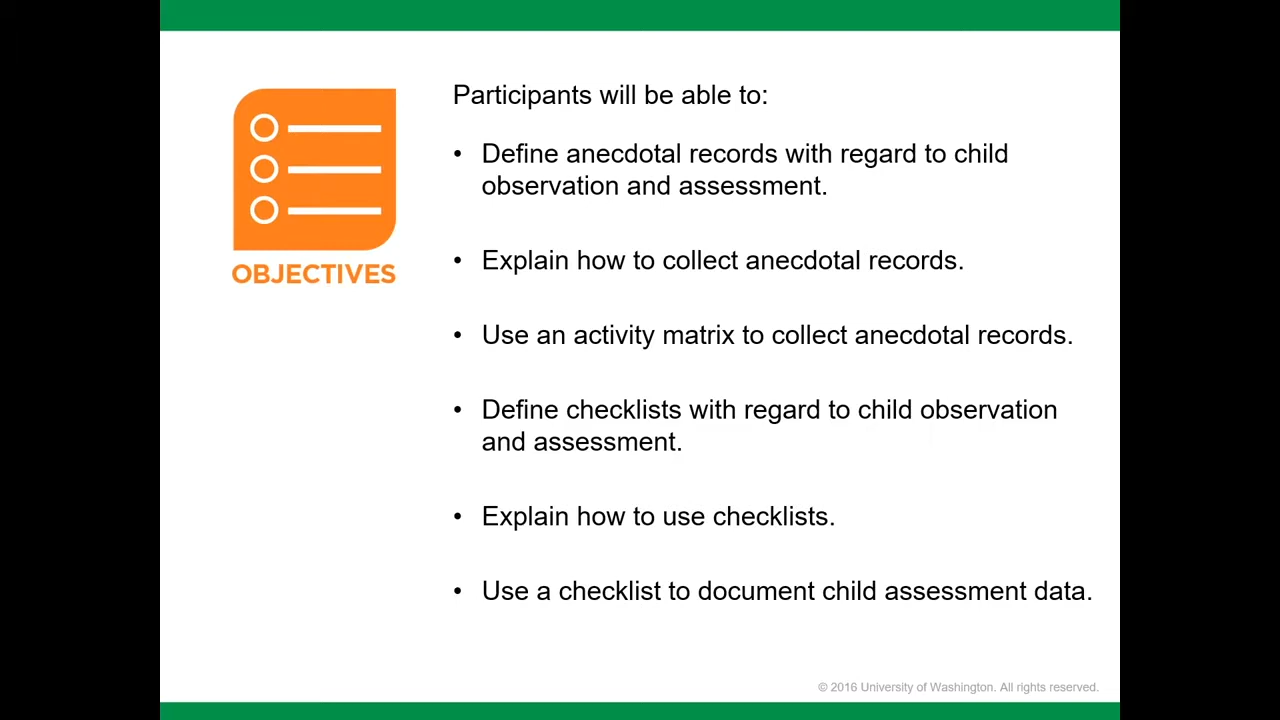 Participants will be able to:
• Define anecdotal records with regard to child
observation and assessment.
• Explain how to collect anecdotal records.
• Use an activity matrix to collect anecdotal records.
• Define checklists with regard to child observation
and assessment.
• Explain how to use checklists.
• Use a checklist to document child assessment data.
OBJECTIVES
© 2016 University of Washington. All rights reserved.